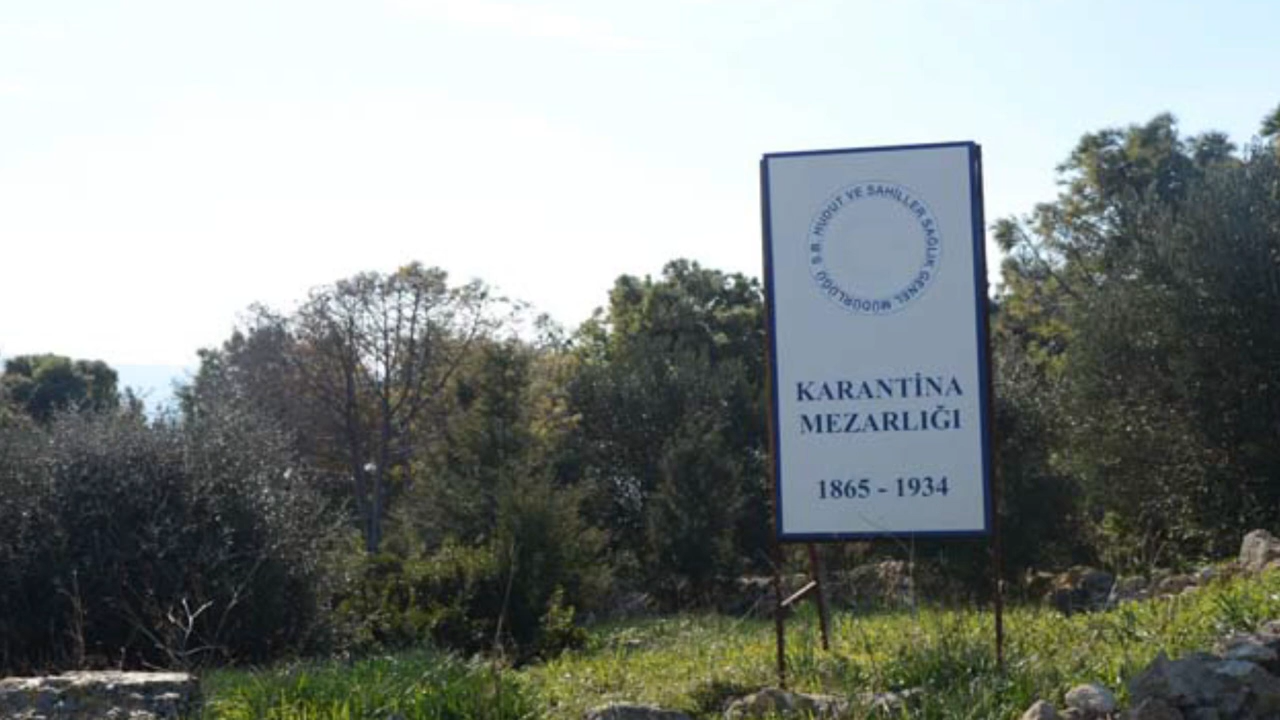 S.B. HUDUT VE SAHİLLER SAĞLIK GENEL MÜDÜRLÜĞÜ
KARANTİNA
MEZARLIĞI
1865 - 1934